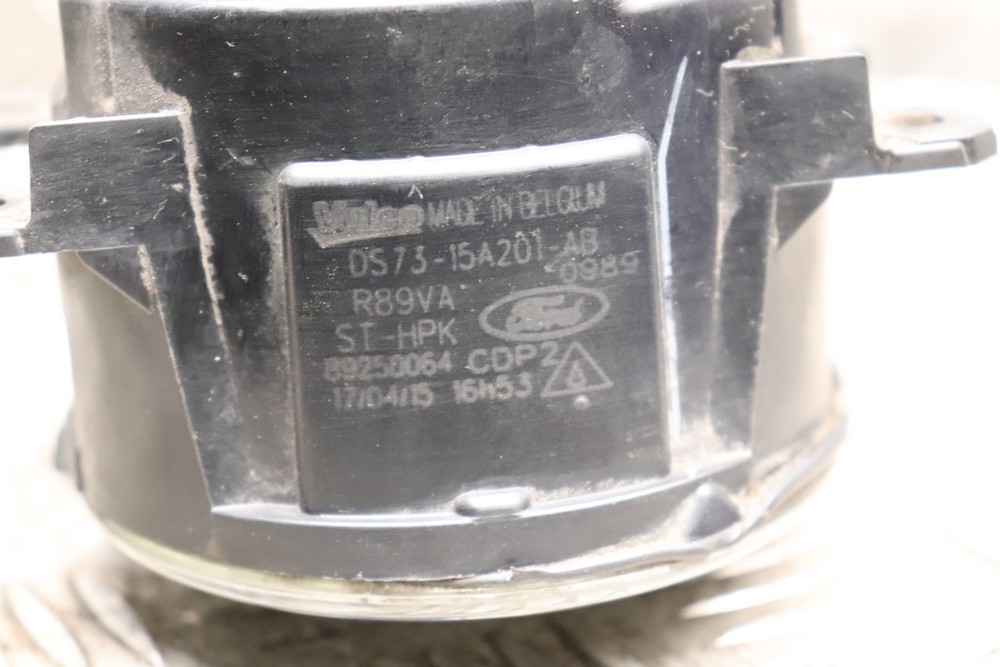 Valeo MADE IN BELGIUM
DS73-15A201-AB
0989
R89VA
Ford
ST-HPK
89250064 CDP2
17/04/15 16h53